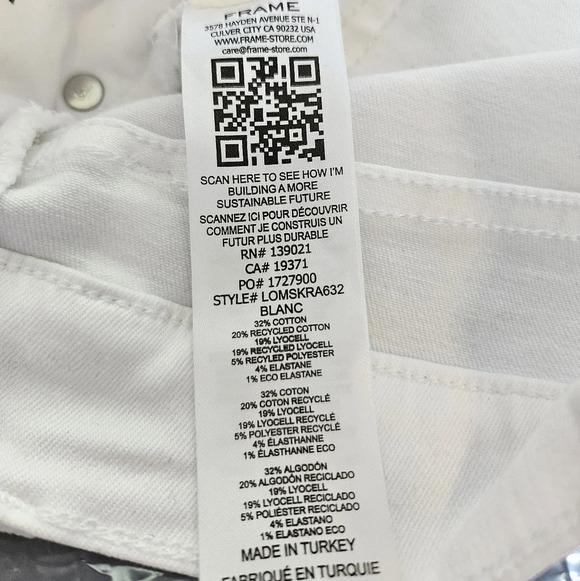 FRAME
3578 HAYDEN AVENUE STE N-1
CULVER CITY CA 90232 USA
WWW.FRAME-STORE.COM
care@frame-store.com
SCAN HERE TO SEE HOW I'M
BUILDING A MORE
SUSTAINABLE FUTURE
SCANNEZ ICI POUR DÉCOUVRIR
COMMENT JE CONSTRUIS UN
FUTUR PLUS DURABLE
RN# 139021
CA# 19371
PO# 1727900
STYLE# LOMSKRA632
BLANC
32% COTTON
20% RECYCLED COTTON
19% LYOCELL
19% RECYCLED LYOCELL
5% RECYLED POLYESTER
4% ELASTANE
1% ECO ELASTANE
32% COTON
20% COTON RECYCLÉ
19% LYOCELL
19% LYOCELL RECYCLÉ
5% POLYESTER RECYCLÉ
4% ÉLASTHANNE
1% ÉLASTHANNE ECO
32% ALGODÓN
20% ALGODÓN RECICLADO
19% LYOCELL
19% LYOCELL RECICLADO
5% POLIÉSTER RECICLADO
4% ELASTANO
1% ELASTANO ECO
MADE IN TURKEY
FABRIQUÉ EN TURQUIE